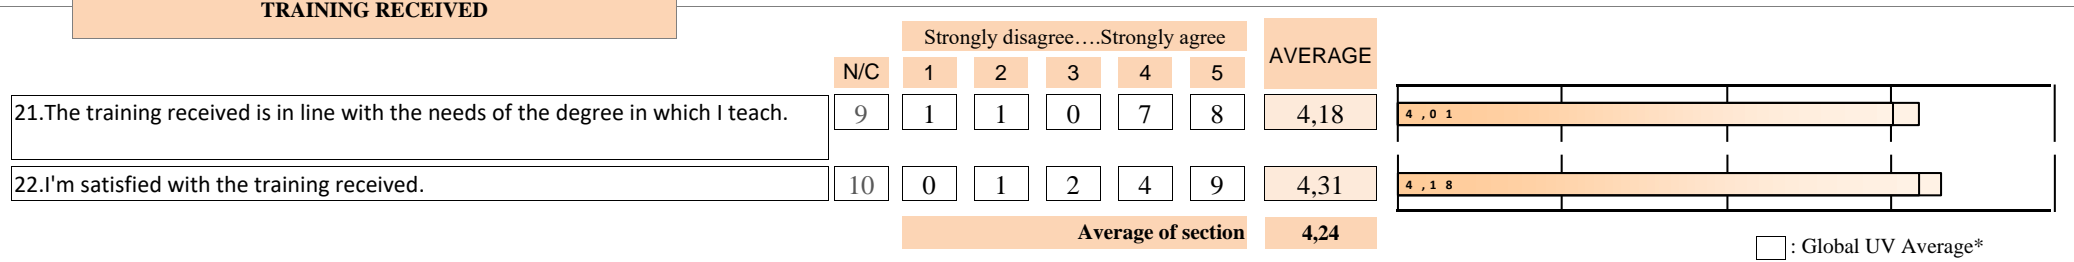 TRAINING RECEIVED
Strongly disagree….Strongly agree
AVERAGE
N/C 1 2 3 4 5
21.The training received is in line with the needs of the degree in which I teach. 9 1 1 0 7 8 4,18 4,01
22.I'm satisfied with the training received. 10 0 1 2 4 9 4,31 4,18
Average of section 4,24
: Global UV Average*